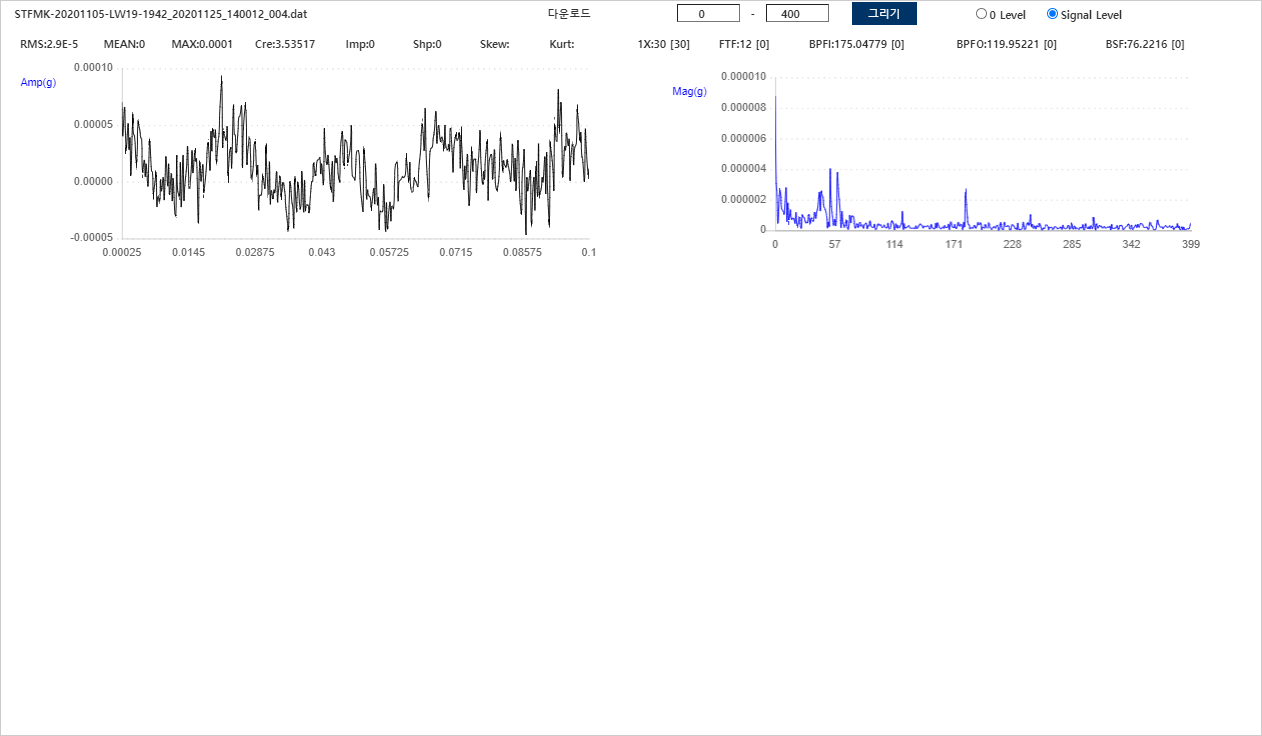 STFMK-20201105-LW19-1942_20201125_140012_004.dat 다운로드 0 - 400 그리기 0 Level Signal Level
RMS:2.9E-5 MEAN:0 MAX:0.0001 Cre:3.53517 Imp:0 Shp:0 Skew: Kurt: 1X:30 [30] FTF:12 [0] BPFI:175.04779 [0] BPFO:119.95221 [0] BSF:76.2216 [0]
Amp(g)
0.00010
0.00005
0.00000
-0.00005
0.00025 0.0145 0.02875 0.043 0.05725 0.0715 0.08575 0.1
Mag(g)
0.000010
0.000008
0.000006
0.000004
0.000002
0
0 57 114 171 228 285 342 399